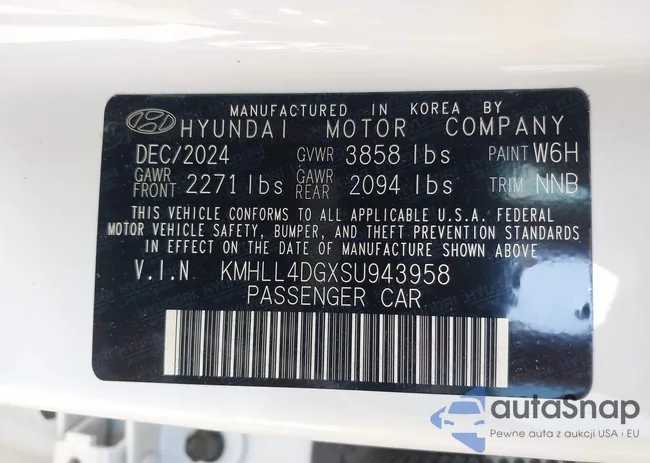 MANUFACTURED IN KOREA BY
HYUNDAI MOTOR COMPANY
DEC/2024 GVWR 3858 lbs PAINT W6H
GAWR FRONT 2271 lbs GAWR REAR 2094 lbs TRIM NNB
THIS VEHICLE CONFORMS TO ALL APPLICABLE U.S.A. FEDERAL
MOTOR VEHICLE SAFETY, BUMPER, AND THEFT PREVENTION STANDARDS
IN EFFECT ON THE DATE OF MANUFACTURE SHOWN ABOVE
V.I.N KMHLL4DGXSU943958
PASSENGER CAR
autaSnap
Pewne auta z aukcji USA i EU